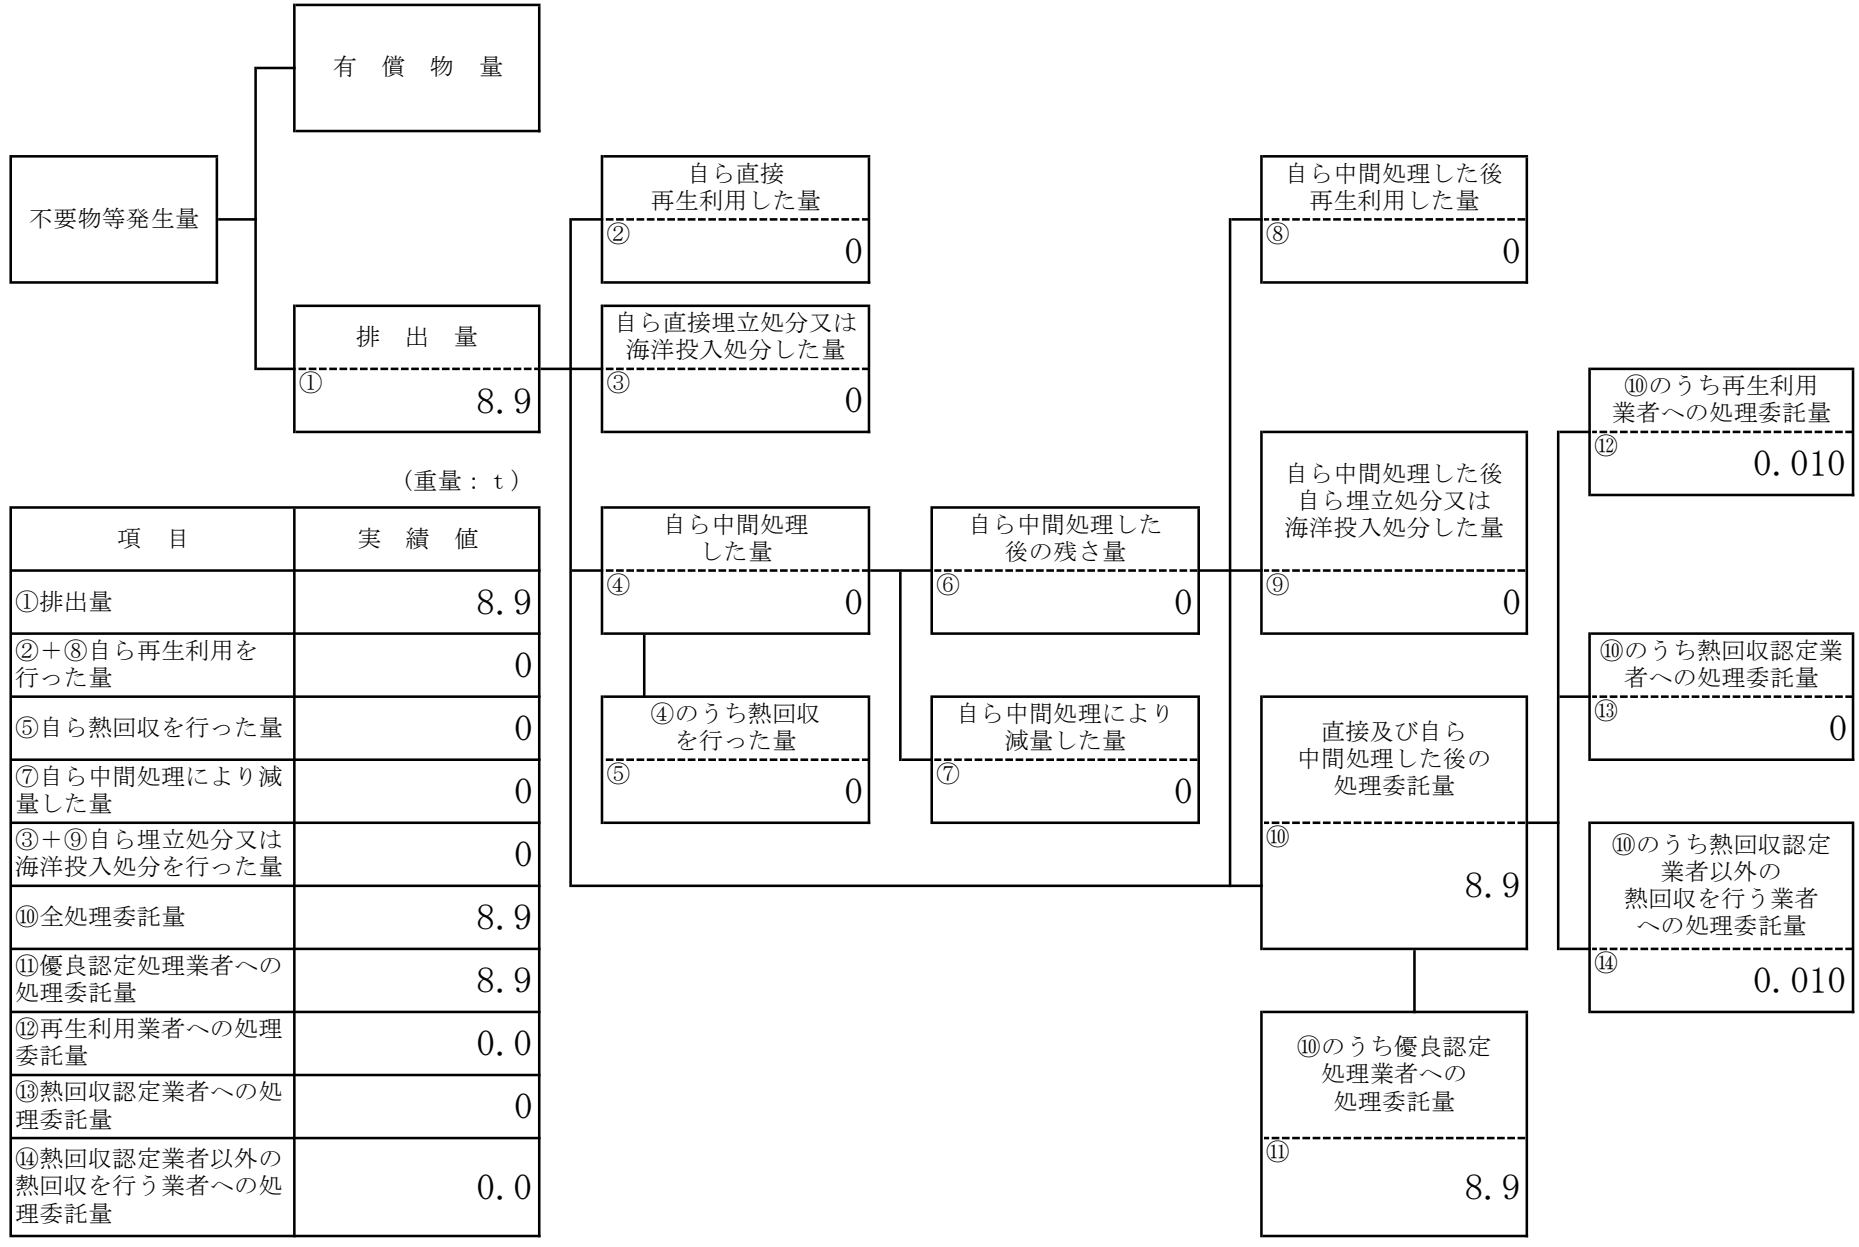 有　償　物　量
不要物等発生量
排　出　量
①
8.9
自ら直接
再生利用した量
②
0
自ら直接埋立処分又は
海洋投入処分した量
③
0
自ら中間処理
した量
④
0
④のうち熱回収
を行った量
⑤
0
自ら中間処理した
後の残さ量
⑥
0
自ら中間処理により
減量した量
⑦
0
自ら中間処理した後
再生利用した量
⑧
0
自ら中間処理した後
自ら埋立処分又は
海洋投入処分した量
⑨
0
直接及び自ら
中間処理した後の
処理委託量
⑩
8.9
⑩のうち優良認定
処理業者への
処理委託量
⑪
8.9
⑩のうち再生利用
業者への処理委託量
⑫
0.010
⑩のうち熱回収認定業
者への処理委託量
⑬
0
⑩のうち熱回収認定
業者以外の
熱回収を行う業者
への処理委託量
⑭
0.010
（重量：ｔ）
項　目　実　績　値
①排出量 8.9
②＋⑧自ら再生利用を
行った量 0
⑤自ら熱回収を行った量 0
⑦自ら中間処理により減
量した量 0
③＋⑨自ら埋立処分又は
海洋投入処分を行った量 0
⑩全処理委託量 8.9
⑪優良認定処理業者への
処理委託量 8.9
⑫再生利用業者への処理
委託量 0.0
⑬熱回収認定業者への処
理委託量 0
⑭熱回収認定業者以外の
熱回収を行う業者への処
理委託量 0.0